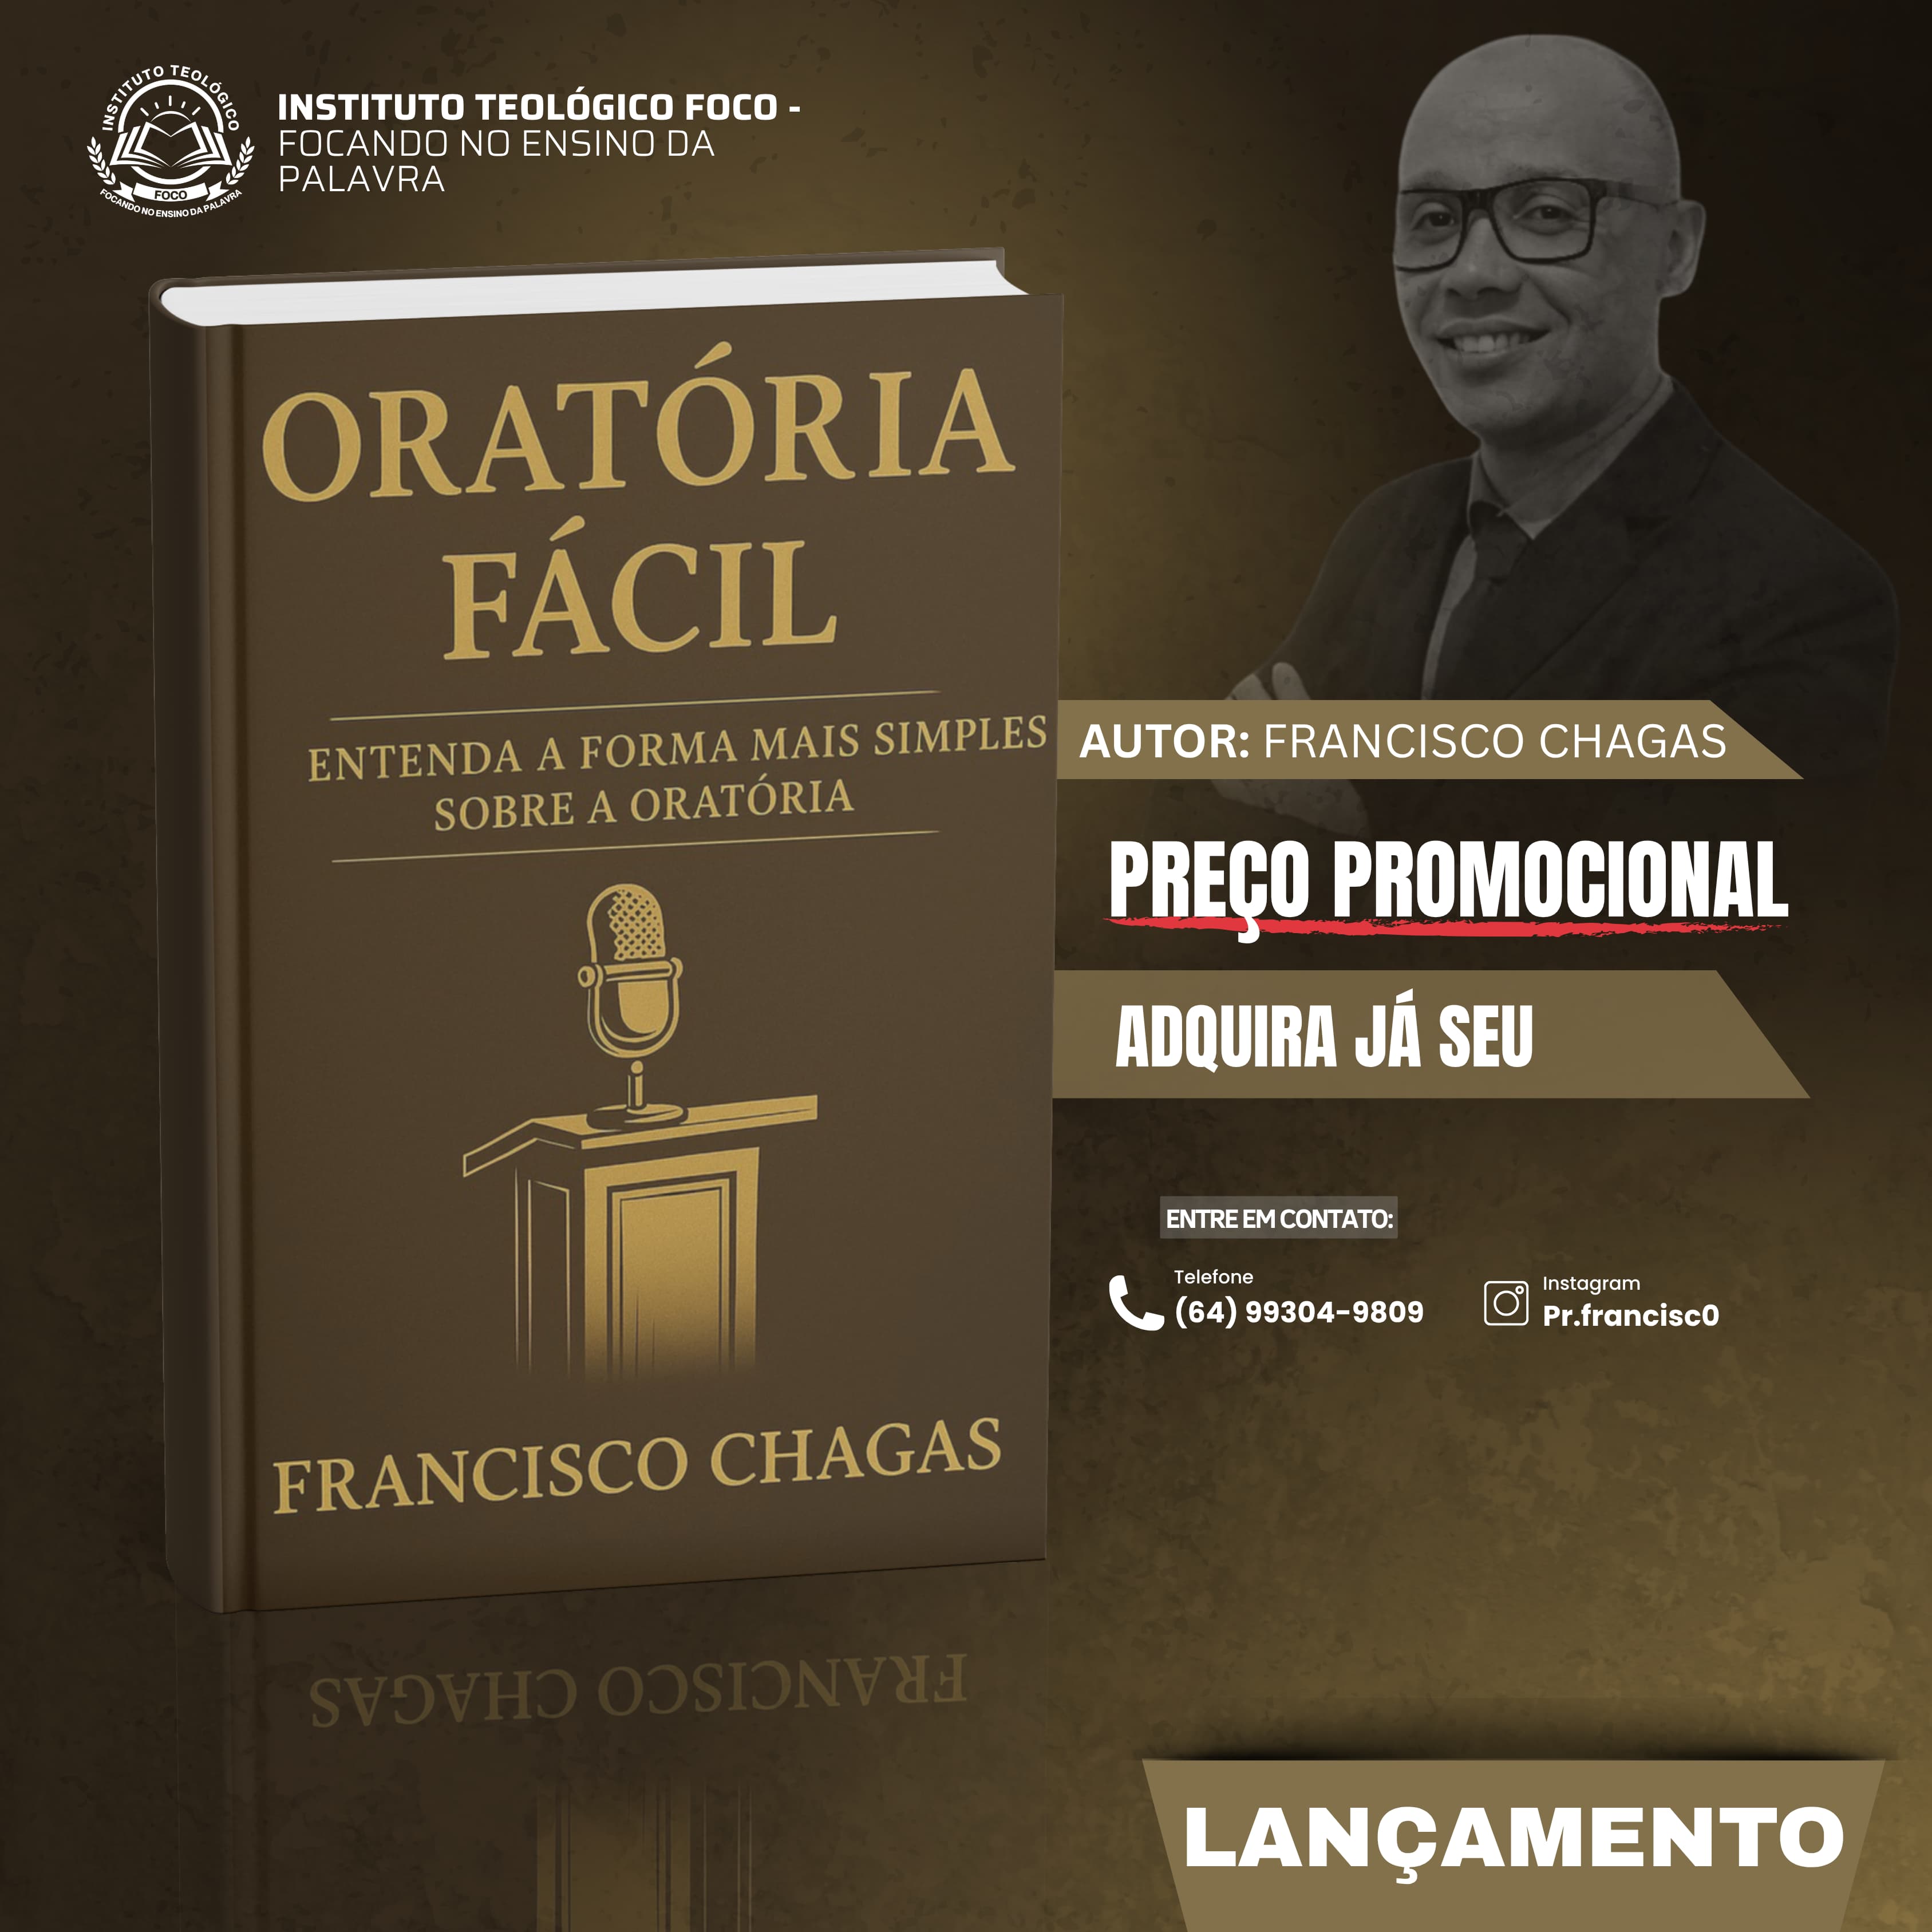 INSTITUTO TEOLÓGICO
FOCO
FOCANDO NO ENSINO DA PALAVRA
INSTITUTO TEOLÓGICO FOCO -
FOCANDO NO ENSINO DA
PALAVRA
ORATÓRIA
FÁCIL
ENTENDA A FORMA MAIS SIMPLES
SOBRE A ORATÓRIA
FRANCISCO CHAGAS
FRANCISCO CHAGAS
AUTOR: FRANCISCO CHAGAS
PREÇO PROMOCIONAL
ADQUIRA JÁ SEU
ENTRE EM CONTATO:
Telefone
(64) 99304-9809
Instagram
Pr.francisc0
LANÇAMENTO